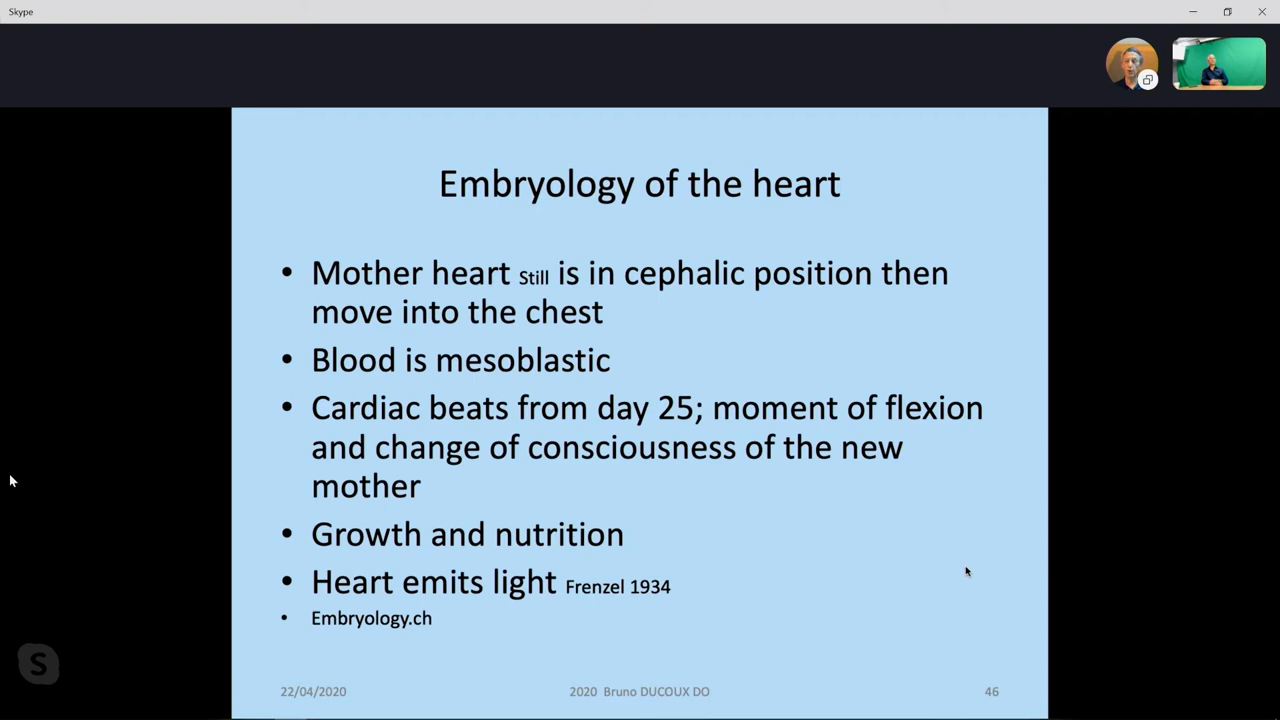 Skype
Embryology of the heart
• Mother heart Still is in cephalic position then
move into the chest
• Blood is mesoblastic
• Cardiac beats from day 25; moment of flexion
and change of consciousness of the new
mother
• Growth and nutrition
• Heart emits light Frenzel 1934
• Embryology.ch
S
22/04/2020 2020 Bruno DUCOUX DO 46